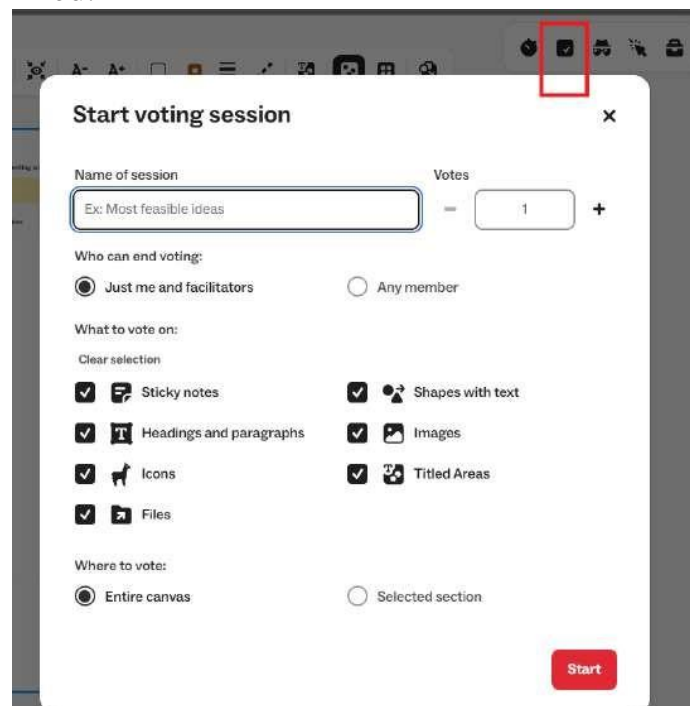 A- A+
Start voting session
Name of session Votes
Ex: Most feasible ideas 1
Who can end voting:
Just me and facilitators Any member
What to vote on:
Clear selection
Sticky notes Shapes with text
Headings and paragraphs Images
Icons Titled Areas
Files
Where to vote:
Entire canvas Selected section
Start